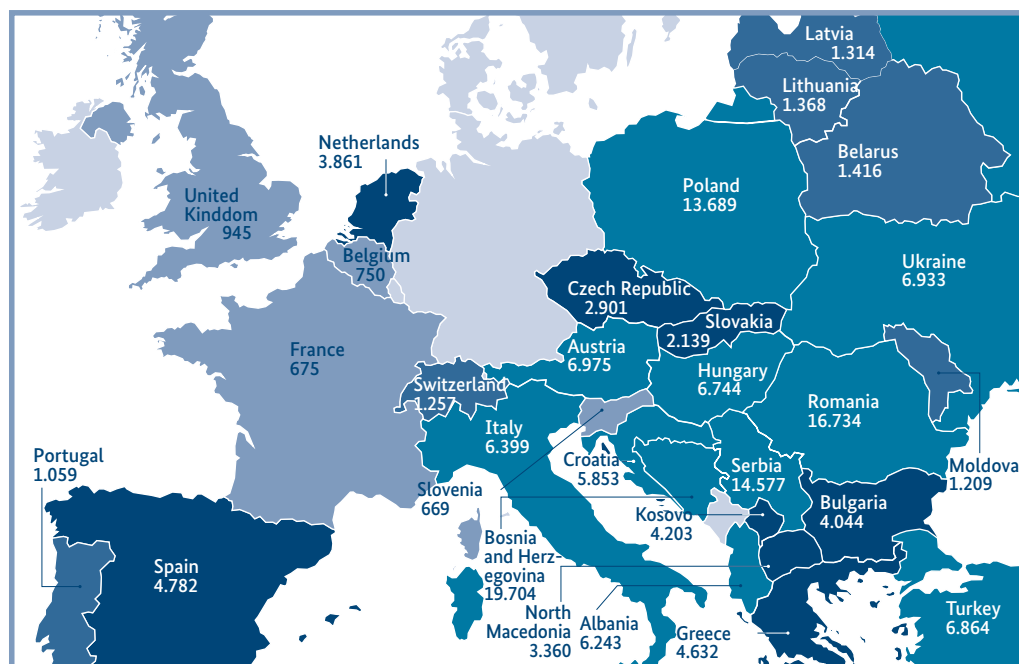 Latvia
1.314
Lithuania
1.368
Belarus
1.416
Netherlands
3.861
Poland
13.689
United
Kinddom
945
Belgium
750
Ukraine
6.933
Czech Republic
2.901
Slovakia
2.139
France
675
Austria
6.975
Hungary
6.744
Switzerland
1.257
Romania
16.734
Italy
6.399
Portugal
1.059
Croatia
5.853
Serbia
14.577
Moldova
1.209
Slovenia
669
Bulgaria
4.044
Kosovo
4.203
Bosnia
and Herz-
egovina
19.704
Spain
4.782
North
Macedonia
3.360
Albania
6.243
Greece
4.632
Turkey
6.864